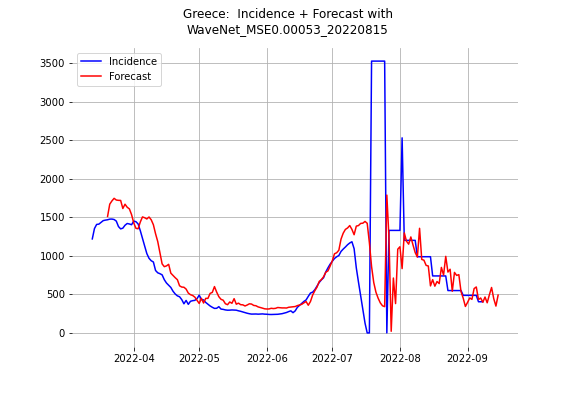 Greece:  Incidence + Forecast with
WaveNet_MSE0.00053_20220815
Incidence
Forecast
3500
3000
2500
2000
1500
1000
500
0
2022-04 2022-05 2022-06 2022-07 2022-08 2022-09